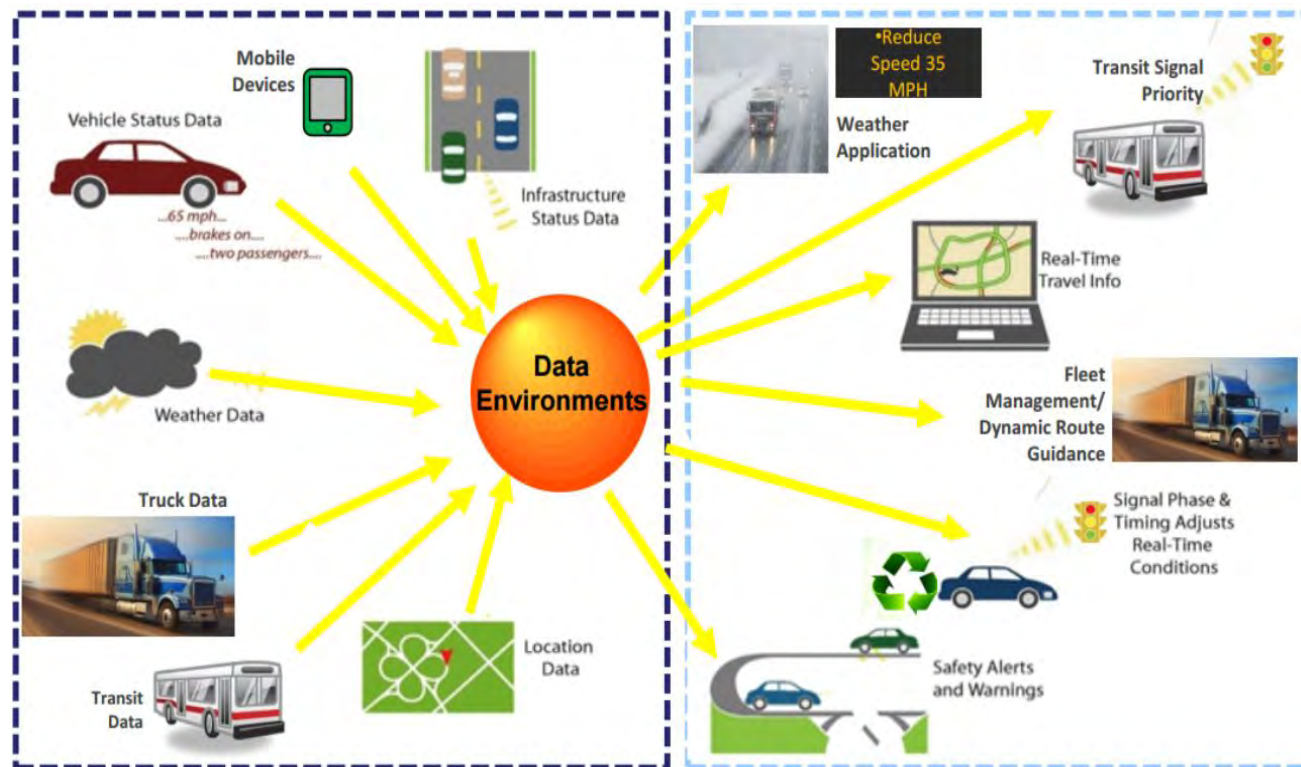 Mobile
Devices
Vehicle Status Data
...65 mph...
....brakes on....
....two passengers....
Infrastructure
Status Data
Weather Data
Truck Data
Transit
Data
Location
Data
Data
Environments
•Reduce
Speed 35
MPH
Weather
Application
Transit Signal
Priority
Real-Time
Travel Info
Fleet
Management/
Dynamic Route
Guidance
Signal Phase &
Timing Adjusts
Real-Time
Conditions
Safety Alerts
and Warnings